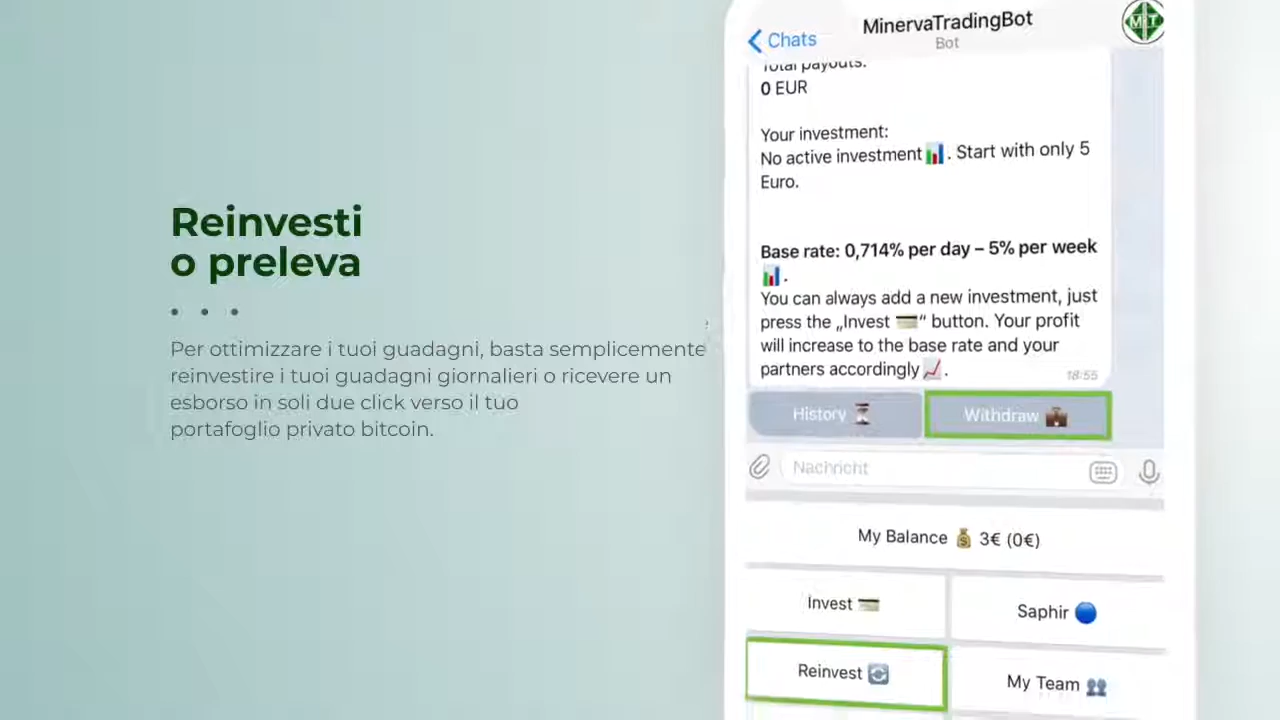 Reinvesti
o preleva
Per ottimizzare i tuoi guadagni, basta semplicemente
reinvestire i tuoi guadagni giornalieri o ricevere un
esborso in soli due click verso il tuo
portafoglio privato bitcoin.
Chats
MinervaTradingBot
Bot
MT
Total payouts:
0 EUR
Your investment:
No active investment📊. Start with only 5
Euro.
Base rate: 0,714% per day – 5% per week
📊.
You can always add a new investment, just
press the „Invest 💳“ button. Your profit
will increase to the base rate and your
partners accordingly📈.
18:55
History ⏳
Withdraw 💼
Nachricht
My Balance 💰 3€ (0€)
Invest 💳
Saphir 🔵
Reinvest 🔄
My Team 👥